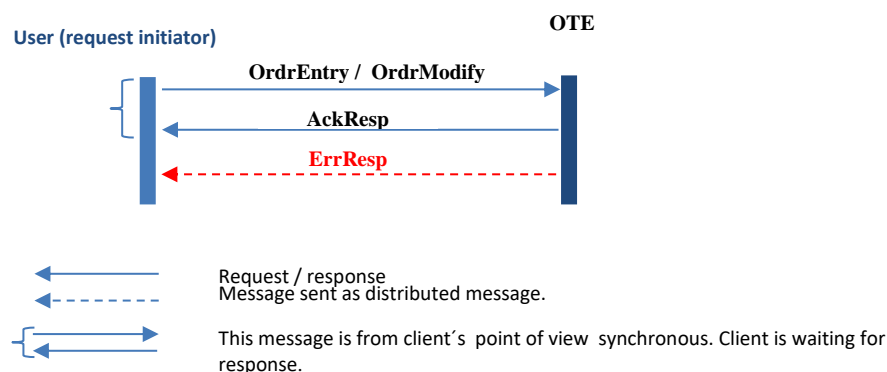 OTE
User (request initiator)
OrdrEntry / OrdrModify
AckResp
ErrResp
Request / response
Message sent as distributed message.
This message is from client´s point of view synchronous. Client is waiting for
response.